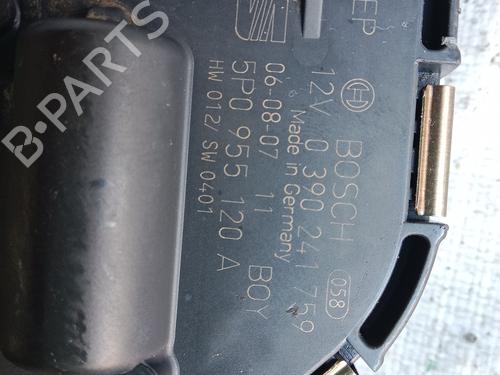 EP
BOSCH 058
12V 0 390 241 759
Made in Germany
06-08-07 11 BOY
5P0 955 120 A
HW 012/ SW 0401
B-PARTS